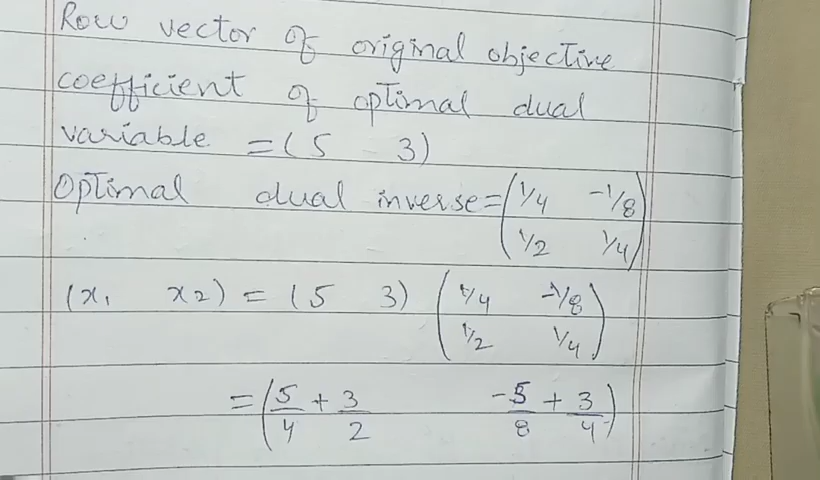 Row vector of original objective
coefficient of optimal dual
variable = (5 3)
Optimal dual inverse = (1/4 -1/8
1/2 1/4)
(x1 x2) = (5 3) (1/4 -1/8
1/2 1/4)
= (5/4 + 3/2 -5/8 + 3/4)